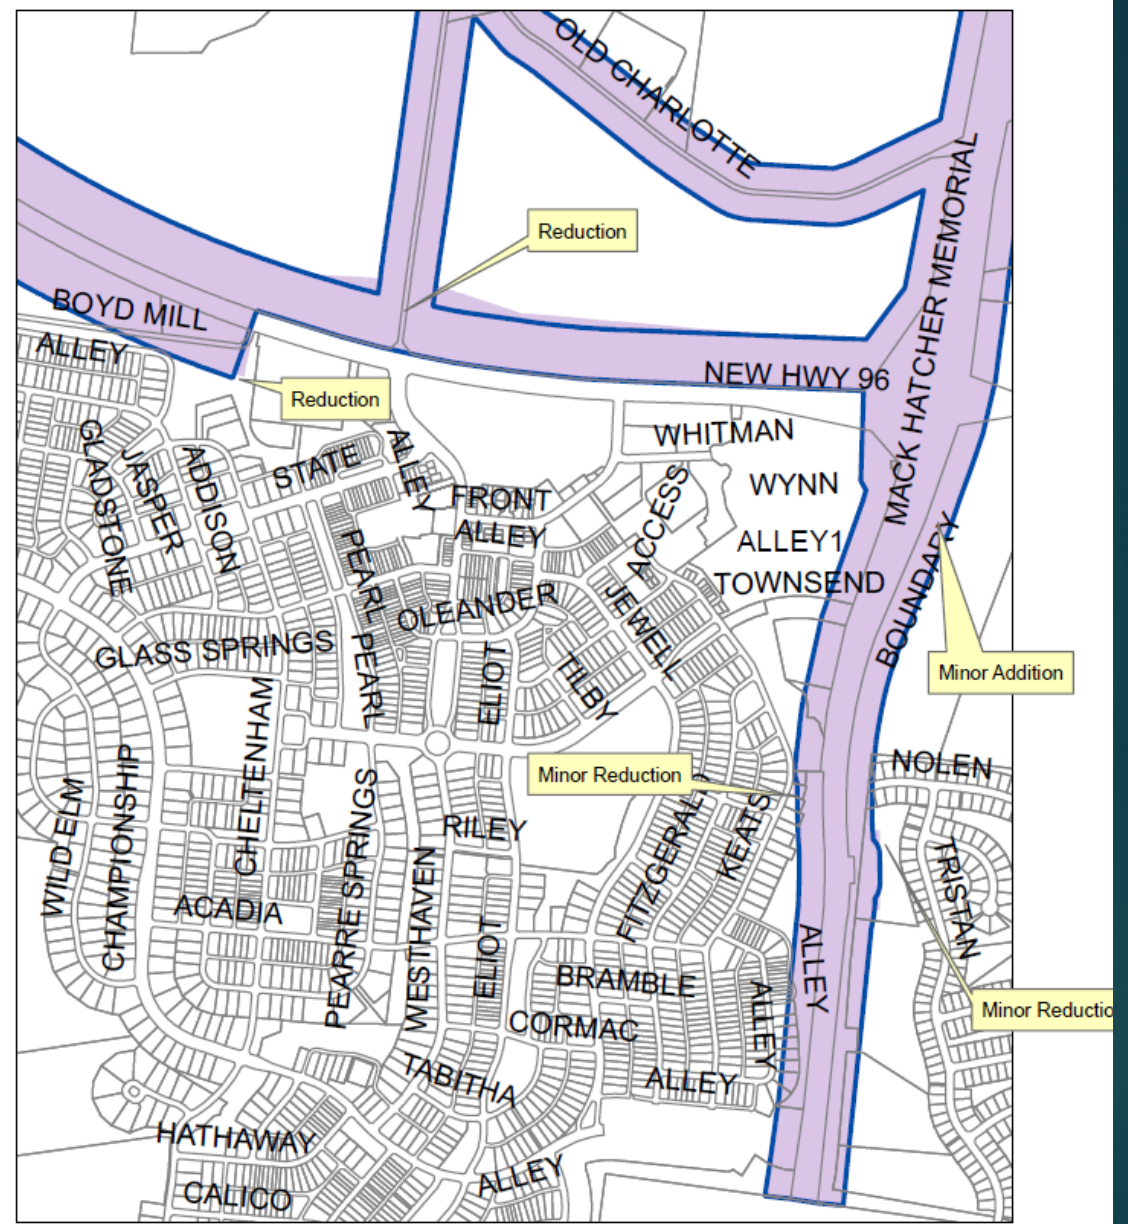 OLD CHARLOTTE
Reduction
MACK HATCHER MEMORIAL
BOYD MILL
ALLEY
NEW HWY 96
Reduction
WHITMAN
GLADSTONE
JASPER
ADDISON
STATE
ALLEY
FRONT
ALLEY
ACCESS
WYNN
ALLEY1
TOWNSEND
BOUNDARY
PEARL
OLEANDER
JEWELL
GLASS SPRINGS
PEARL
ELIOT
TILBY
Minor Addition
CHELTENHAM
Minor Reduction
NOLEN
WILD ELM
CHAMPIONSHIP
PEARRE SPRINGS
RILEY
FITZGERALD
KEATS
TRISTAN
ACADIA
WESTHAVEN
ELIOT
ALLEY
BRAMBLE
ALLEY
CORMAC
Minor Reductio
TABITHA
ALLEY
HATHAWAY
ALLEY
CALICO